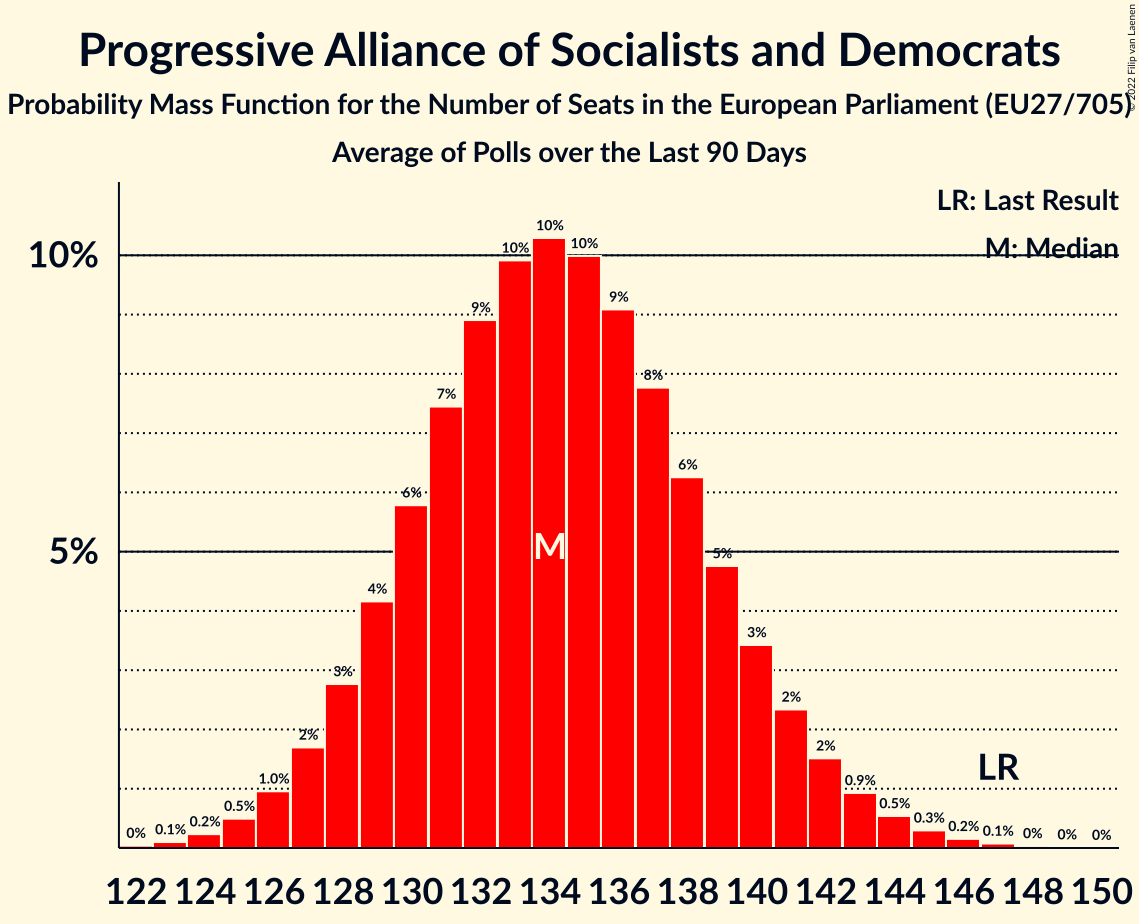 Progressive Alliance of Socialists and Democrats
Probability Mass Function for the Number of Seats in the European Parliament (EU27/705)
Average of Polls over the Last 90 Days
© 2022 Filip van Laenen
LR: Last Result
M: Median
10%
5%
0% 0.1% 0.2% 0.5% 1.0% 2% 3% 4% 6% 7% 9% 10% 10% 10% 9% 8% 6% 5% 3% 2% 2% 0.9% 0.5% 0.3% 0.2% 0.1% 0% 0% 0%
M
LR
122 124 126 128 130 132 134 136 138 140 142 144 146 148 150